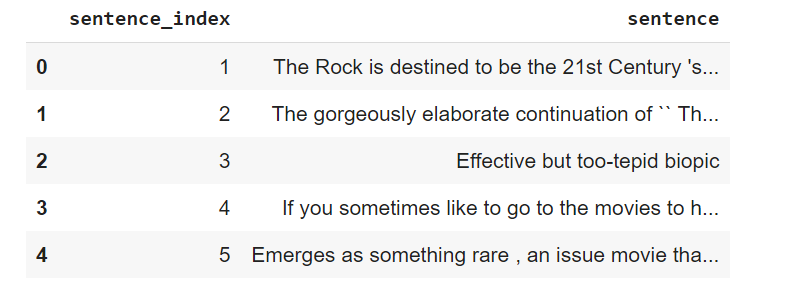 sentence_index sentence
0 1 The Rock is destined to be the 21st Century 's...
1 2 The gorgeously elaborate continuation of `` Th...
2 3 Effective but too-tepid biopic
3 4 If you sometimes like to go to the movies to h...
4 5 Emerges as something rare , an issue movie tha...